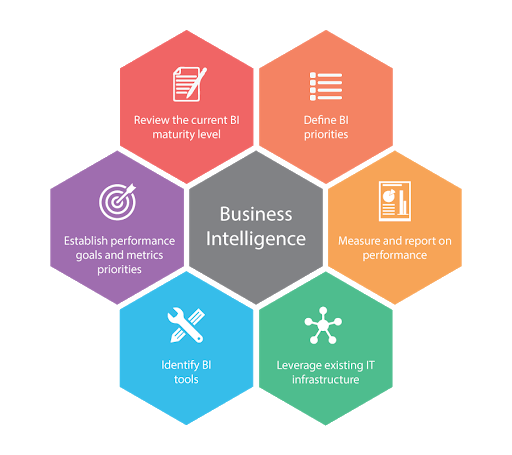 Review the current BI
maturity level
Define BI
priorities
Establish performance
goals and metrics
priorities
Business
Intelligence
Measure and report on
performance
Identify BI
tools
Leverage existing IT
infrastructure